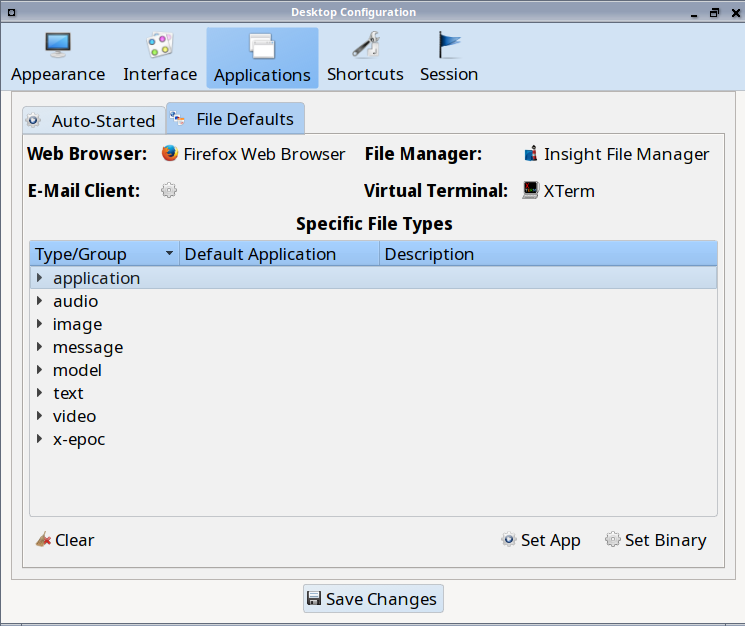 Desktop Configuration
Appearance Interface Applications Shortcuts Session
Auto-Started File Defaults
Web Browser: Firefox Web Browser File Manager: Insight File Manager
E-Mail Client: Virtual Terminal: XTerm
Specific File Types
Type/Group Default Application Description
application
audio
image
message
model
text
video
x-epoc
Clear Set App Set Binary
Save Changes